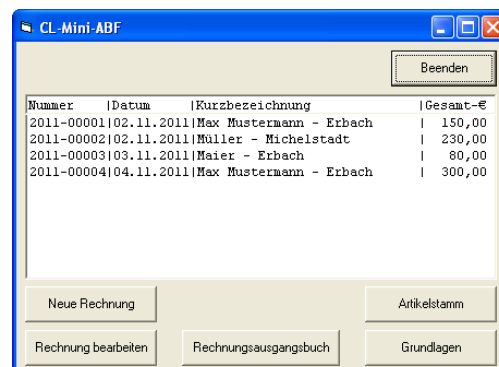 CL-Mini-ABF
Beenden
Nummer |Datum |Kurzbezeichnung |Gesamt-€
2011-00001|02.11.2011|Max Mustermann - Erbach | 150,00
2011-00002|02.11.2011|Müller - Michelstadt | 230,00
2011-00003|03.11.2011|Maier - Erbach | 80,00
2011-00004|04.11.2011|Max Mustermann - Erbach | 300,00
Neue Rechnung Artikelstamm
Rechnung bearbeiten Rechnungsausgangsbuch Grundlagen